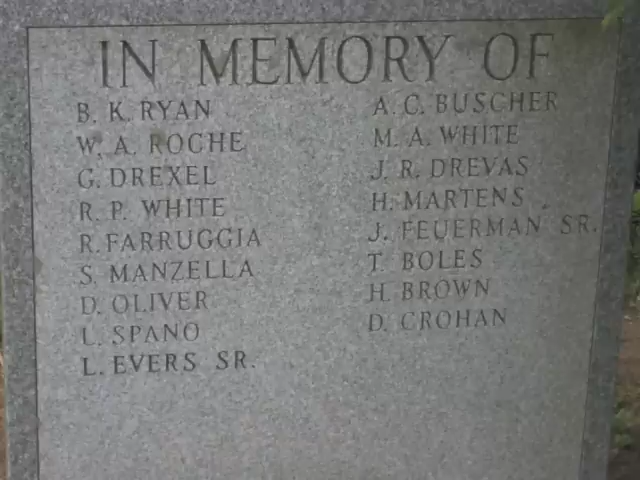 IN MEMORY OF
B. K. RYAN
W. A. ROCHE
G. DREXEL
R. P. WHITE
R. FARRUGGIA
S. MANZELLA
D. OLIVER
L. SPANO
L. EVERS SR.
A. C. BUSCHER
M. A. WHITE
J. R. DREVAS
H. MARTENS
J. FEUERMAN SR.
T. BOLES
H. BROWN
D. CROHAN